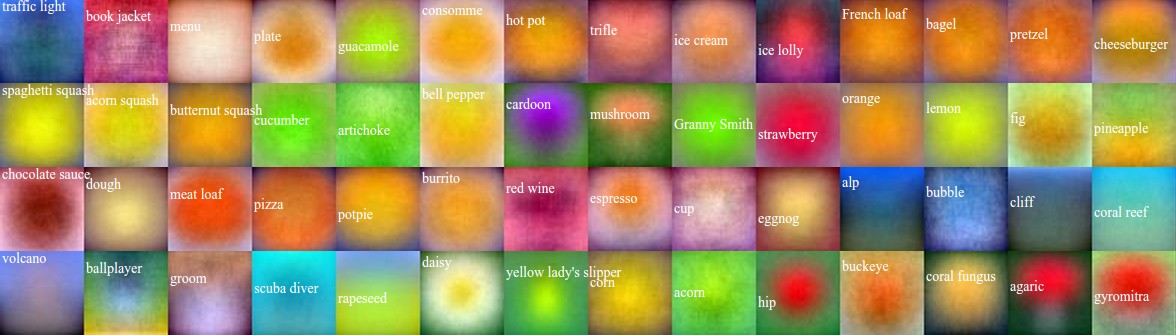 traffic light
book jacket
menu
plate
guacamole
consomme
hot pot
trifle
ice cream
ice lolly
French loaf
bagel
pretzel
cheeseburger
spaghetti squash
acorn squash
butternut squash
cucumber
artichoke
bell pepper
cardoon
mushroom
Granny Smith
strawberry
orange
lemon
fig
pineapple
chocolate sauce
dough
meat loaf
pizza
potpie
burrito
red wine
espresso
cup
eggnog
alp
bubble
cliff
coral reef
volcano
ballplayer
groom
scuba diver
rapeseed
daisy
yellow lady's slipper
corn
acorn
hip
buckeye
coral fungus
agaric
gyromitra